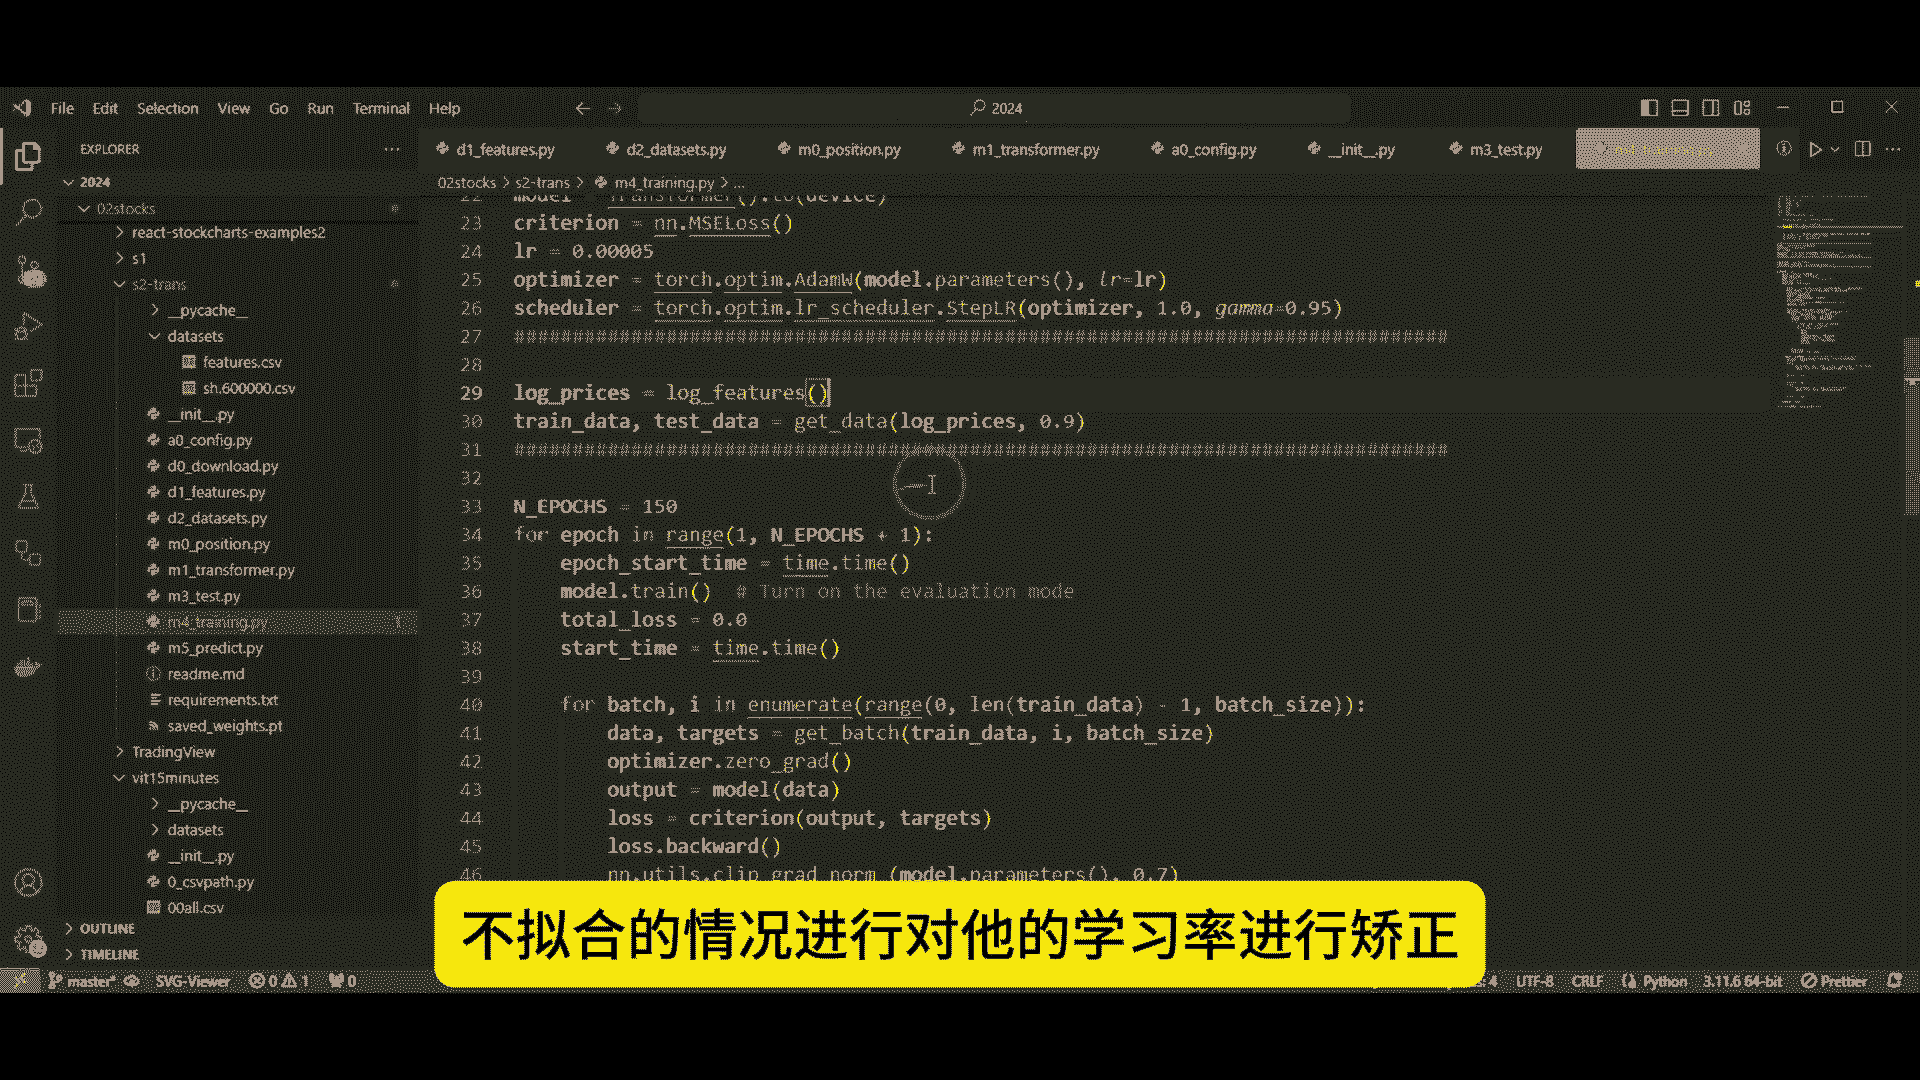 File Edit Selection View Go Run Terminal Help
2024
EXPLORER
d1_features.py
d2_datasets.py
m0_position.py
m1_transformer.py
a0_config.py
__init__.py
m3_test.py
02stocks > s2-trans > m4_training.py > ...
2024
02stocks
react-stockcharts-examples2
s1
s2-trans
__pycache__
datasets
features.csv
sh.600000.csv
__init__.py
a0_config.py
d0_download.py
d1_features.py
d2_datasets.py
m0_position.py
m1_transformer.py
m3_test.py
m4_training.py 1
m5_predict.py
readme.md
requirements.txt
saved_weights.pt
TradingView
vit15minutes
__pycache__
datasets
__init__.py
0_csvpath.py
00all.csv
OUTLINE
TIMELINE
22 model = Transformer().to(device)
23 criterion = nn.MSELoss()
24 lr = 0.00005
25 optimizer = torch.optim.AdamW(model.parameters(), lr=lr)
26 scheduler = torch.optim.lr_scheduler.StepLR(optimizer, 1.0, gamma=0.95)
27 ################################################################################
28
29 log_prices = log_features()
30 train_data, test_data = get_data(log_prices, 0.9)
31 ################################################################################
32
33 N_EPOCHS = 150
34 for epoch in range(1, N_EPOCHS + 1):
35 epoch_start_time = time.time()
36 model.train() # Turn on the evaluation mode
37 total_loss = 0.0
38 start_time = time.time()
39
40 for batch, i in enumerate(range(0, len(train_data) - 1, batch_size)):
41 data, targets = get_batch(train_data, i, batch_size)
42 optimizer.zero_grad()
43 output = model(data)
44 loss = criterion(output, targets)
45 loss.backward()
46 nn.utils.clip_grad_norm_(model.parameters(), 0.7)
不拟合的情况进行对他的学习率进行矫正
master* SVG-Viewer 0 1 0
: 4 UTF-8 CRLF Python 3.11.6 64-bit Prettier